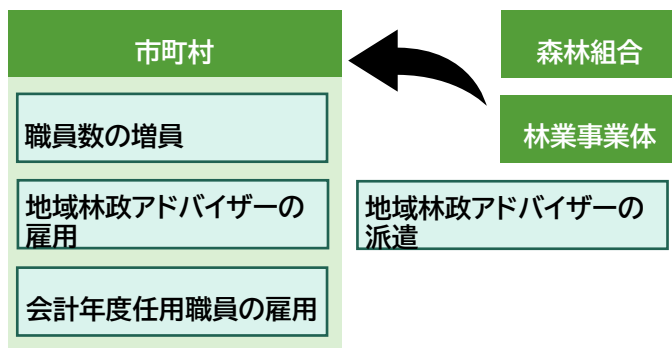 市町村
職員数の増員
地域林政アドバイザーの
雇用
会計年度任用職員の雇用
森林組合
林業事業体
地域林政アドバイザーの
派遣